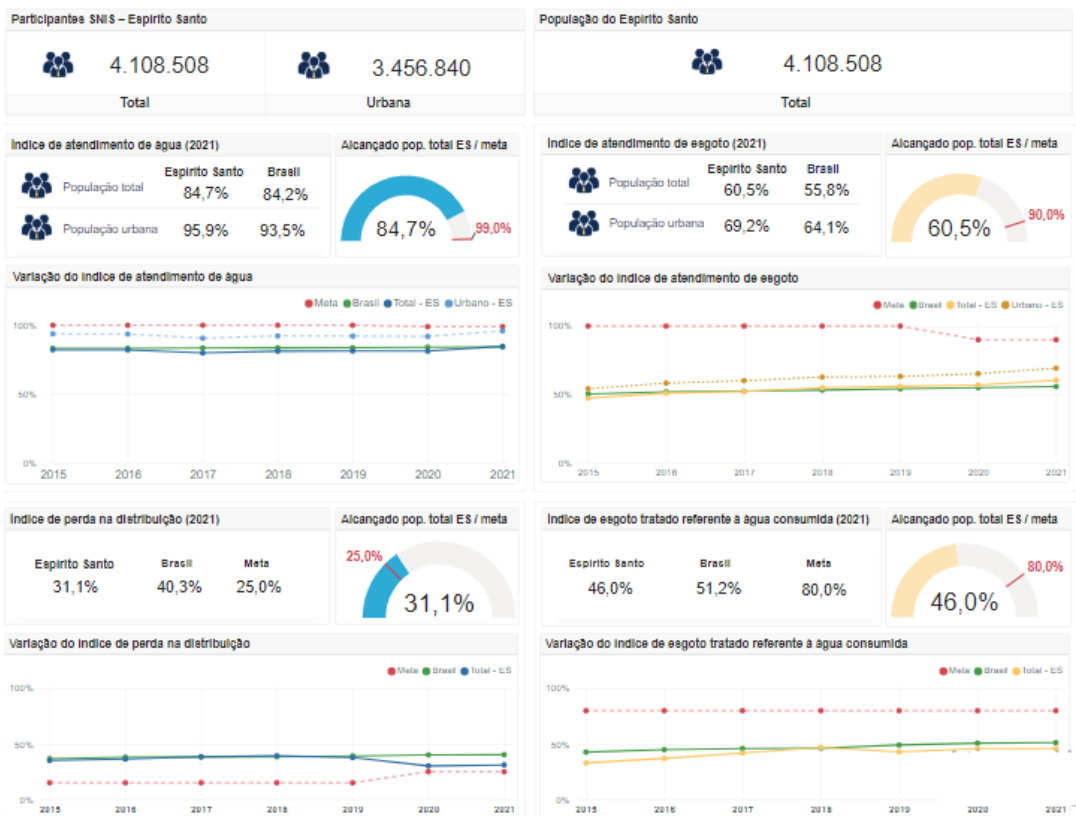 Participantes SNIS – Espirito Santo
4.108.508
Total
3.456.840
Urbana
População do Espirito Santo
4.108.508
Total
Índice de atendimento de água (2021)
Espirito Santo Brasil
População total 84,7% 84,2%
População urbana 95,9% 93,5%
Alcançado pop. total ES / meta
84,7%
99,0%
Índice de atendimento de esgoto (2021)
Espirito Santo Brasil
População total 60,5% 55,8%
População urbana 69,2% 64,1%
Alcançado pop. total ES / meta
60,5%
90,0%
Variação do índice de atendimento de água
Meta Brasil Total - ES Urbano - ES
100%
50%
0%
2015 2016 2017 2018 2019 2020 2021
Variação do índice de atendimento de esgoto
Meta Brasil Total - ES Urbano - ES
100%
50%
0%
2015 2016 2017 2018 2019 2020 2021
Índice de perda na distribuição (2021)
Espirito Santo Brasil Meta
31,1% 40,3% 25,0%
Alcançado pop. total ES / meta
25,0%
31,1%
Índice de esgoto tratado referente à água consumida (2021)
Espirito Santo Brasil Meta
46,0% 51,2% 80,0%
Alcançado pop. total ES / meta
80,0%
46,0%
Variação do índice de perda na distribuição
Meta Brasil Total - ES
100%
50%
0%
2015 2016 2017 2018 2019 2020 2021
Variação do índice de esgoto tratado referente à água consumida
Meta Brasil Total - ES
100%
50%
0%
2015 2016 2017 2018 2019 2020 2021